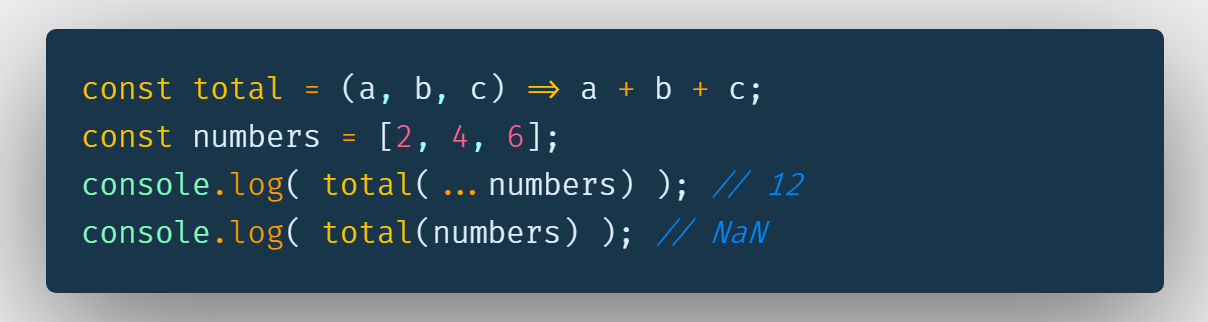 const total = (a, b, c) => a + b + c;
const numbers = [2, 4, 6];
console.log( total(...numbers) ); // 12
console.log( total(numbers) ); // NaN